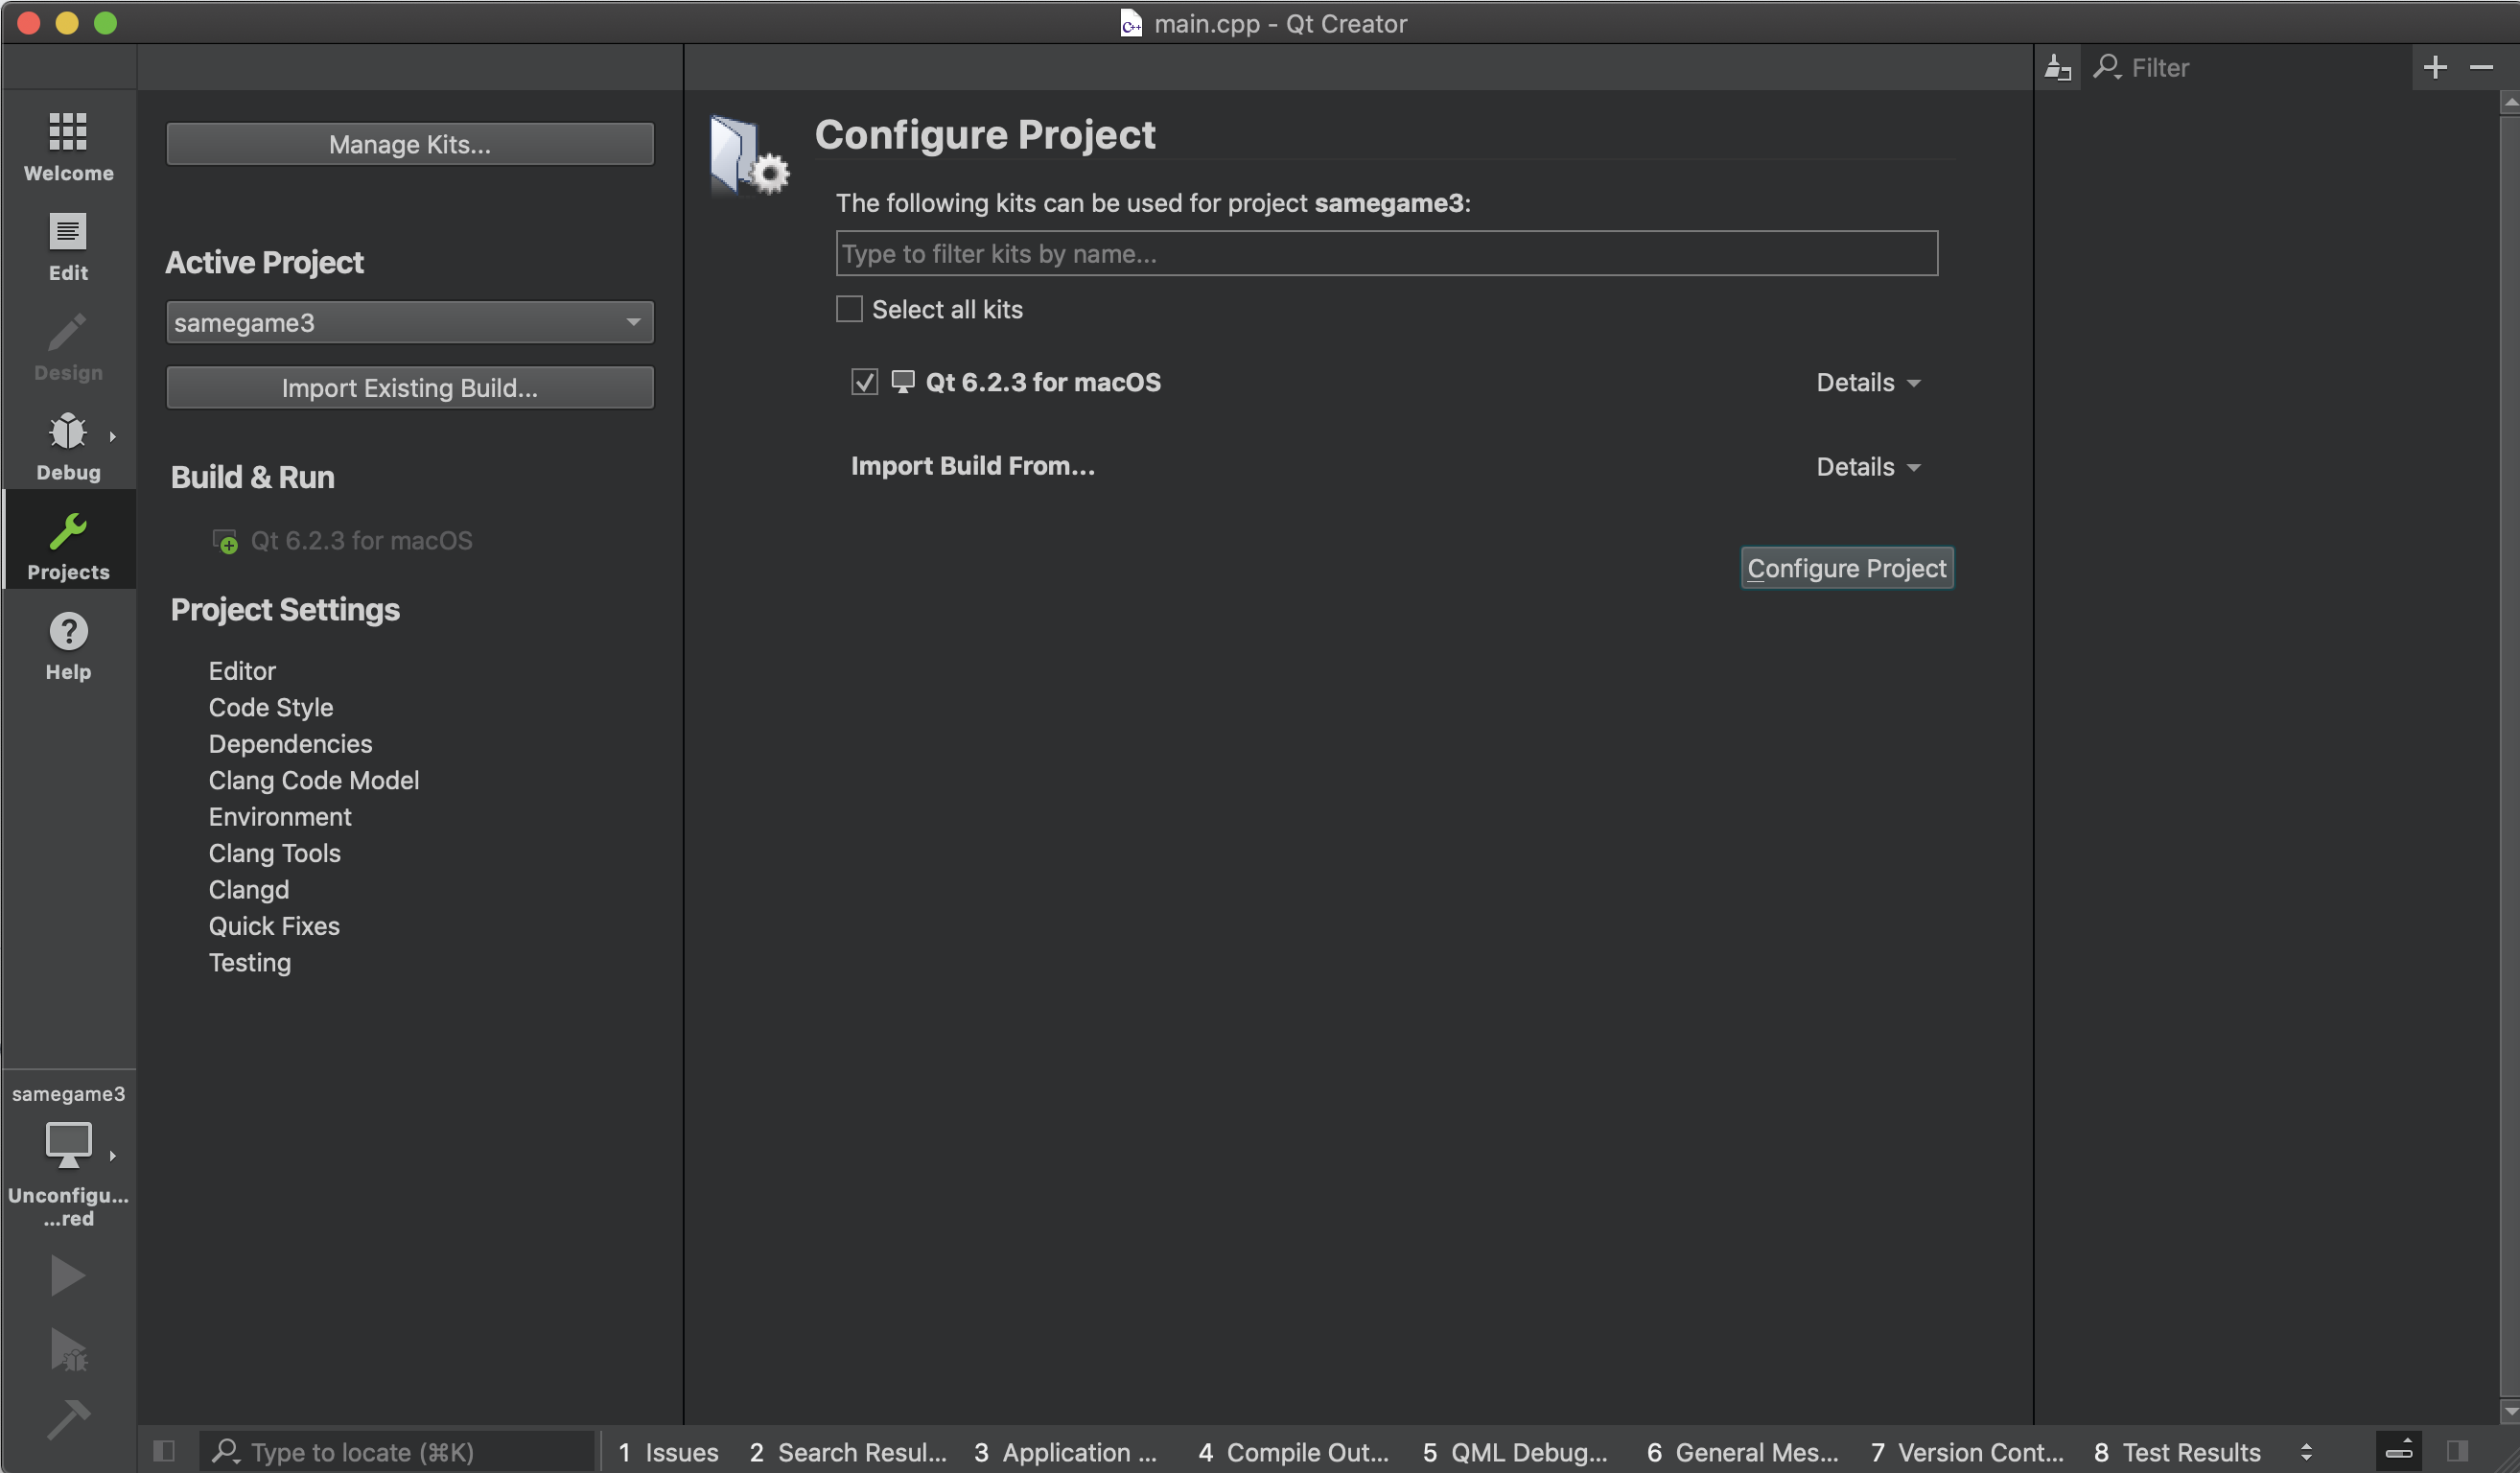 main.cpp - Qt Creator
Filter
Welcome
Edit
Design
Debug
Projects
Help
samegame3
Unconfigu...
...red
Manage Kits...
Active Project
samegame3
Import Existing Build...
Build & Run
Qt 6.2.3 for macOS
Project Settings
Editor
Code Style
Dependencies
Clang Code Model
Environment
Clang Tools
Clangd
Quick Fixes
Testing
Configure Project
The following kits can be used for project samegame3:
Type to filter kits by name...
Select all kits
Qt 6.2.3 for macOS Details
Import Build From... Details
Configure Project
Type to locate (⌘K) 1 Issues 2 Search Resul... 3 Application ... 4 Compile Out... 5 QML Debug... 6 General Mes... 7 Version Cont... 8 Test Results